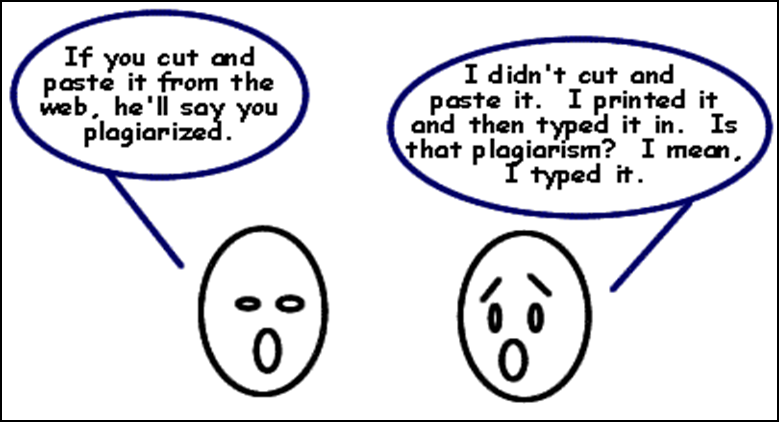 If you cut and
paste it from the
web, he'll say you
plagiarized.
I didn't cut and
paste it.  I printed it
and then typed it in.  Is
that plagiarism?  I mean,
I typed it.